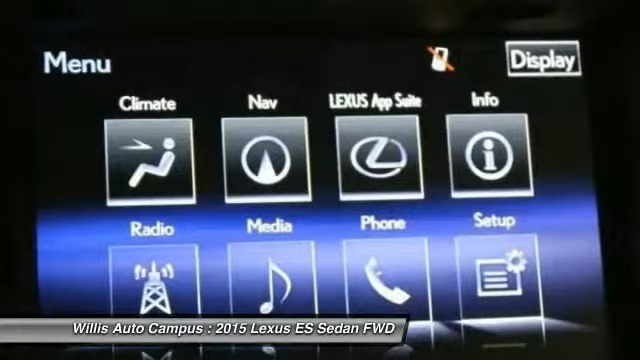 Menu
Display
Climate Nav LEXUS App Suite Info
Radio Media Phone Setup
Willis Auto Campus : 2015 Lexus ES Sedan FWD